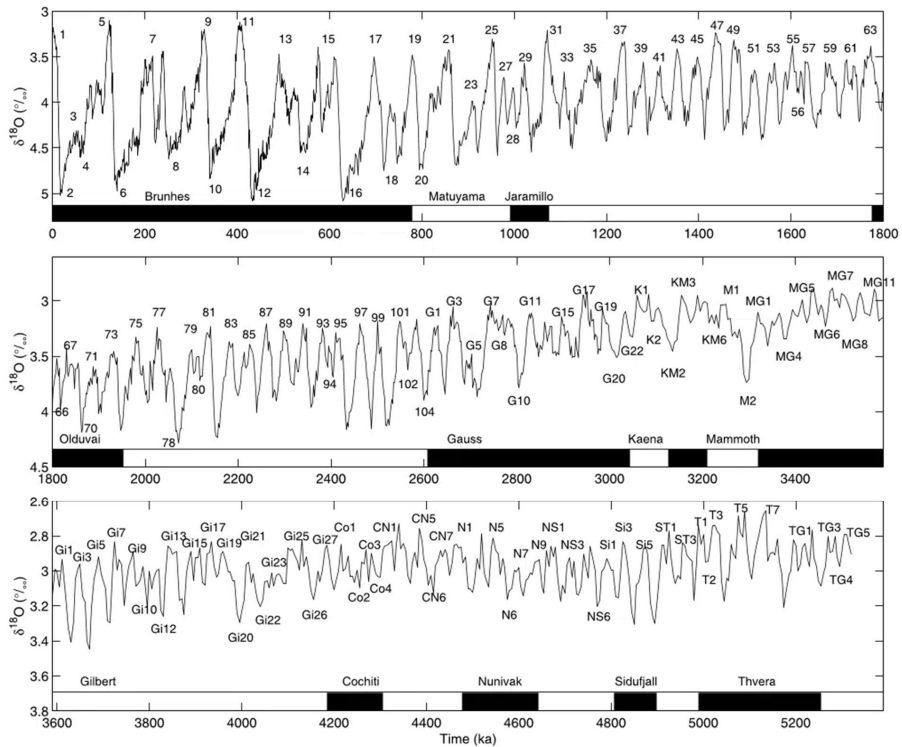 3
3.5
4
4.5
5
δ18O (°/oo)
1 5 7 9 11 13 15 17 19 21 25 27 29 31 33 35 37 39 41 43 45 47 49 51 53 55 57 59 61 63
3 23
2 4 6 8 10 12 14 16 18 20 28 56
Brunhes Matuyama Jaramillo
0 200 400 600 800 1000 1200 1400 1600 1800
3
3.5
4
4.5
δ18O (°/oo)
67 71 73 75 77 79 81 83 85 87 89 91 93 95 97 99 101 G1 G3 G5 G7 G8 G11 G15 G17 G19 K1 KM3 M1 MG1 MG5 MG7 MG11
66 70 78 80 94 102 104 G10 G20 G22 K2 KM2 KM6 M2 MG4 MG6 MG8
Olduvai Gauss Kaena Mammoth
1800 2000 2200 2400 2600 2800 3000 3200 3400
2.6
2.8
3.0
3.2
3.4
3.6
3.8
δ18O (°/oo)
Gi1 Gi3 Gi5 Gi7 Gi9 Gi13 Gi15 Gi17 Gi19 Gi21 Gi23 Gi25 Gi27 Co1 Co3 CN1 CN5 CN7 N1 N5 N7 N9 NS1 NS3 Si1 Si3 Si5 ST1 ST3 T1 T3 T5 T7 TG1 TG3 TG5
Gi10 Gi12 Gi20 Gi22 Gi26 Co2 Co4 CN6 N6 NS6 T2 TG4
Gilbert Cochiti Nunivak Sidufjall Thvera
3600 3800 4000 4200 4400 4600 4800 5000 5200
Time (ka)